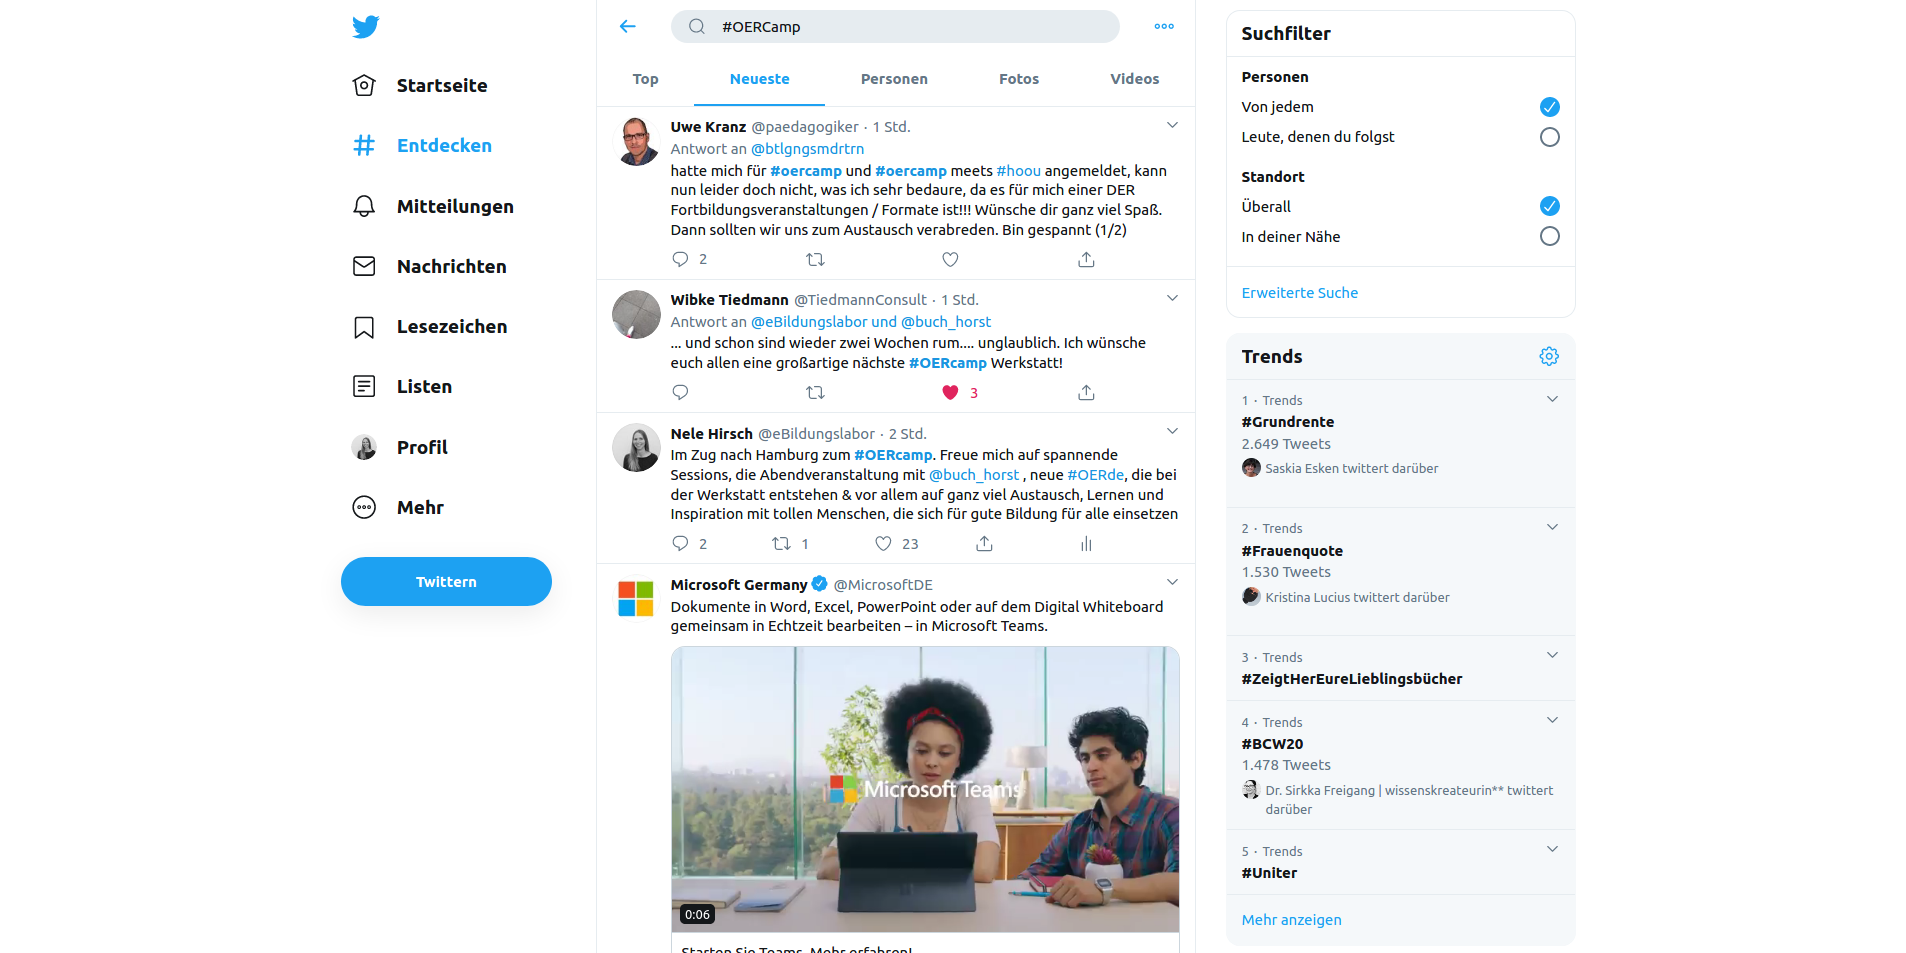 Startseite
Entdecken
Mitteilungen
Nachrichten
Lesezeichen
Listen
Profil
Mehr
Twittern
#OERCamp
Top
Neueste
Personen
Fotos
Videos
Uwe Kranz @paedagogiker · 1 Std.
Antwort an @btlgngsmdrtrn
hatte mich für #oercamp und #oercamp meets #hoou angemeldet, kann
nun leider doch nicht, was ich sehr bedaure, da es für mich einer DER
Fortbildungsveranstaltungen / Formate ist!!! Wünsche dir ganz viel Spaß.
Dann sollten wir uns zum Austausch verabreden. Bin gespannt (1/2)
2
Wibke Tiedmann @TiedmannConsult · 1 Std.
Antwort an @eBildungslabor und @buch_horst
... und schon sind wieder zwei Wochen rum.... unglaublich. Ich wünsche
euch allen eine großartige nächste #OERcamp Werkstatt!
3
Nele Hirsch @eBildungslabor · 2 Std.
Im Zug nach Hamburg zum #OERcamp. Freue mich auf spannende
Sessions, die Abendveranstaltung mit @buch_horst , neue #OERde, die bei
der Werkstatt entstehen & vor allem auf ganz viel Austausch, Lernen und
Inspiration mit tollen Menschen, die sich für gute Bildung für alle einsetzen
2 1 23
Microsoft Germany @MicrosoftDE
Dokumente in Word, Excel, PowerPoint oder auf dem Digital Whiteboard
gemeinsam in Echtzeit bearbeiten – in Microsoft Teams.
Microsoft Teams
0:06
Starten Sie Teams. Mehr erfahren!
Suchfilter
Personen
Von jedem
Leute, denen du folgst
Standort
Überall
In deiner Nähe
Erweiterte Suche
Trends
1 · Trends
#Grundrente
2.649 Tweets
Saskia Esken twittert darüber
2 · Trends
#Frauenquote
1.530 Tweets
Kristina Lucius twittert darüber
3 · Trends
#ZeigtHerEureLieblingsbücher
4 · Trends
#BCW20
1.478 Tweets
Dr. Sirkka Freigang | wissenskreateurin** twittert
darüber
5 · Trends
#Uniter
Mehr anzeigen